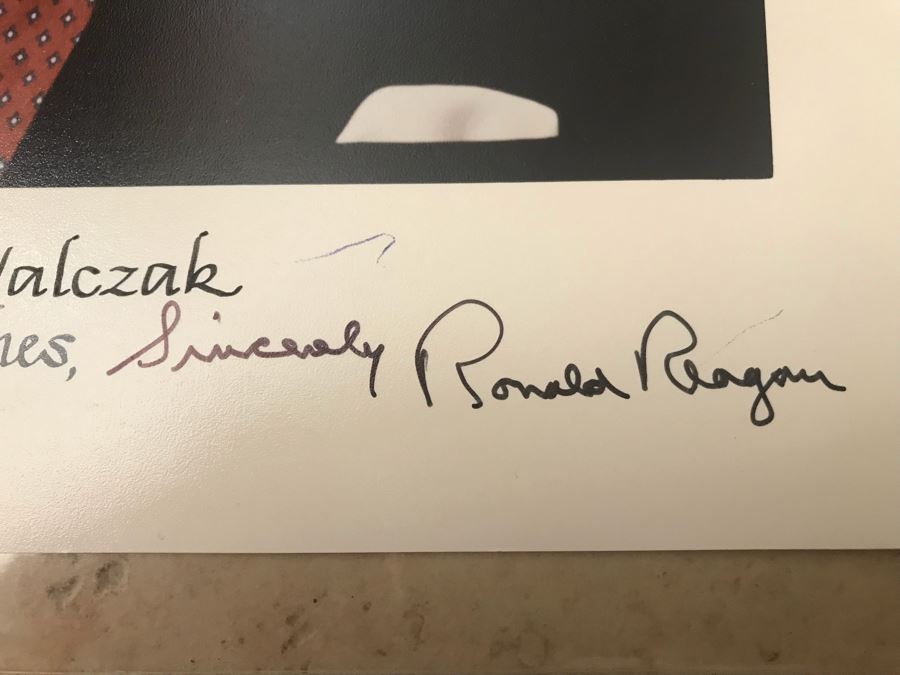 alczak
es, Sincerely Ronald Reagan